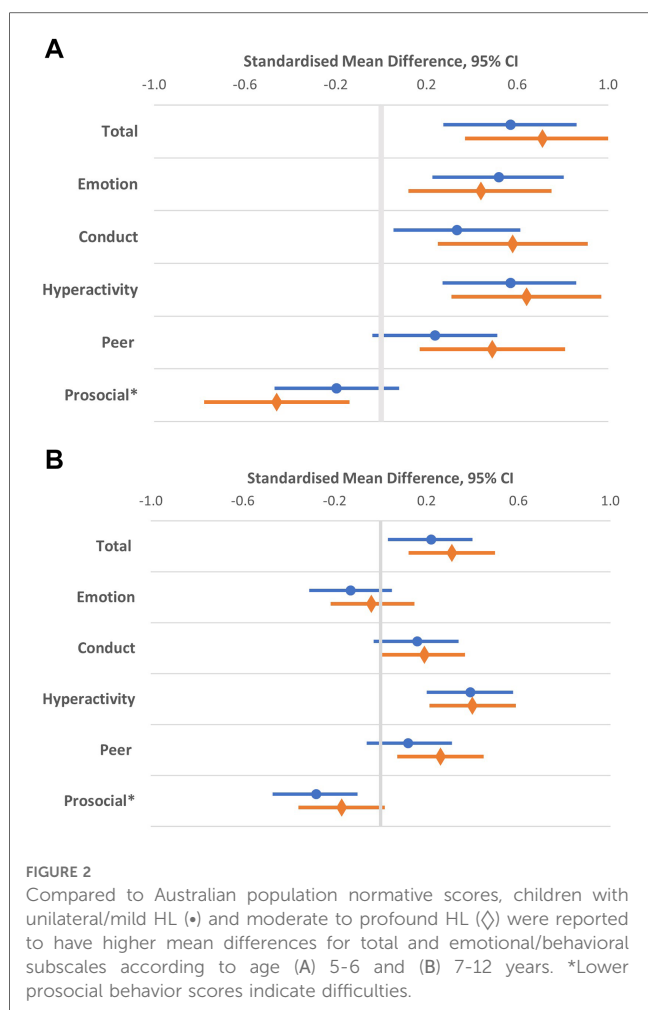 A
Standardised Mean Difference, 95% CI
-1.0 -0.6 -0.2 0.2 0.6 1.0
Total
Emotion
Conduct
Hyperactivity
Peer
Prosocial*
B
Standardised Mean Difference, 95% CI
-1.0 -0.6 -0.2 0.2 0.6 1.0
Total
Emotion
Conduct
Hyperactivity
Peer
Prosocial*
FIGURE 2
Compared to Australian population normative scores, children with
unilateral/mild HL (•) and moderate to profound HL (◇) were reported
to have higher mean differences for total and emotional/behavioral
subscales according to age (A) 5-6 and (B) 7-12 years. *Lower
prosocial behavior scores indicate difficulties.